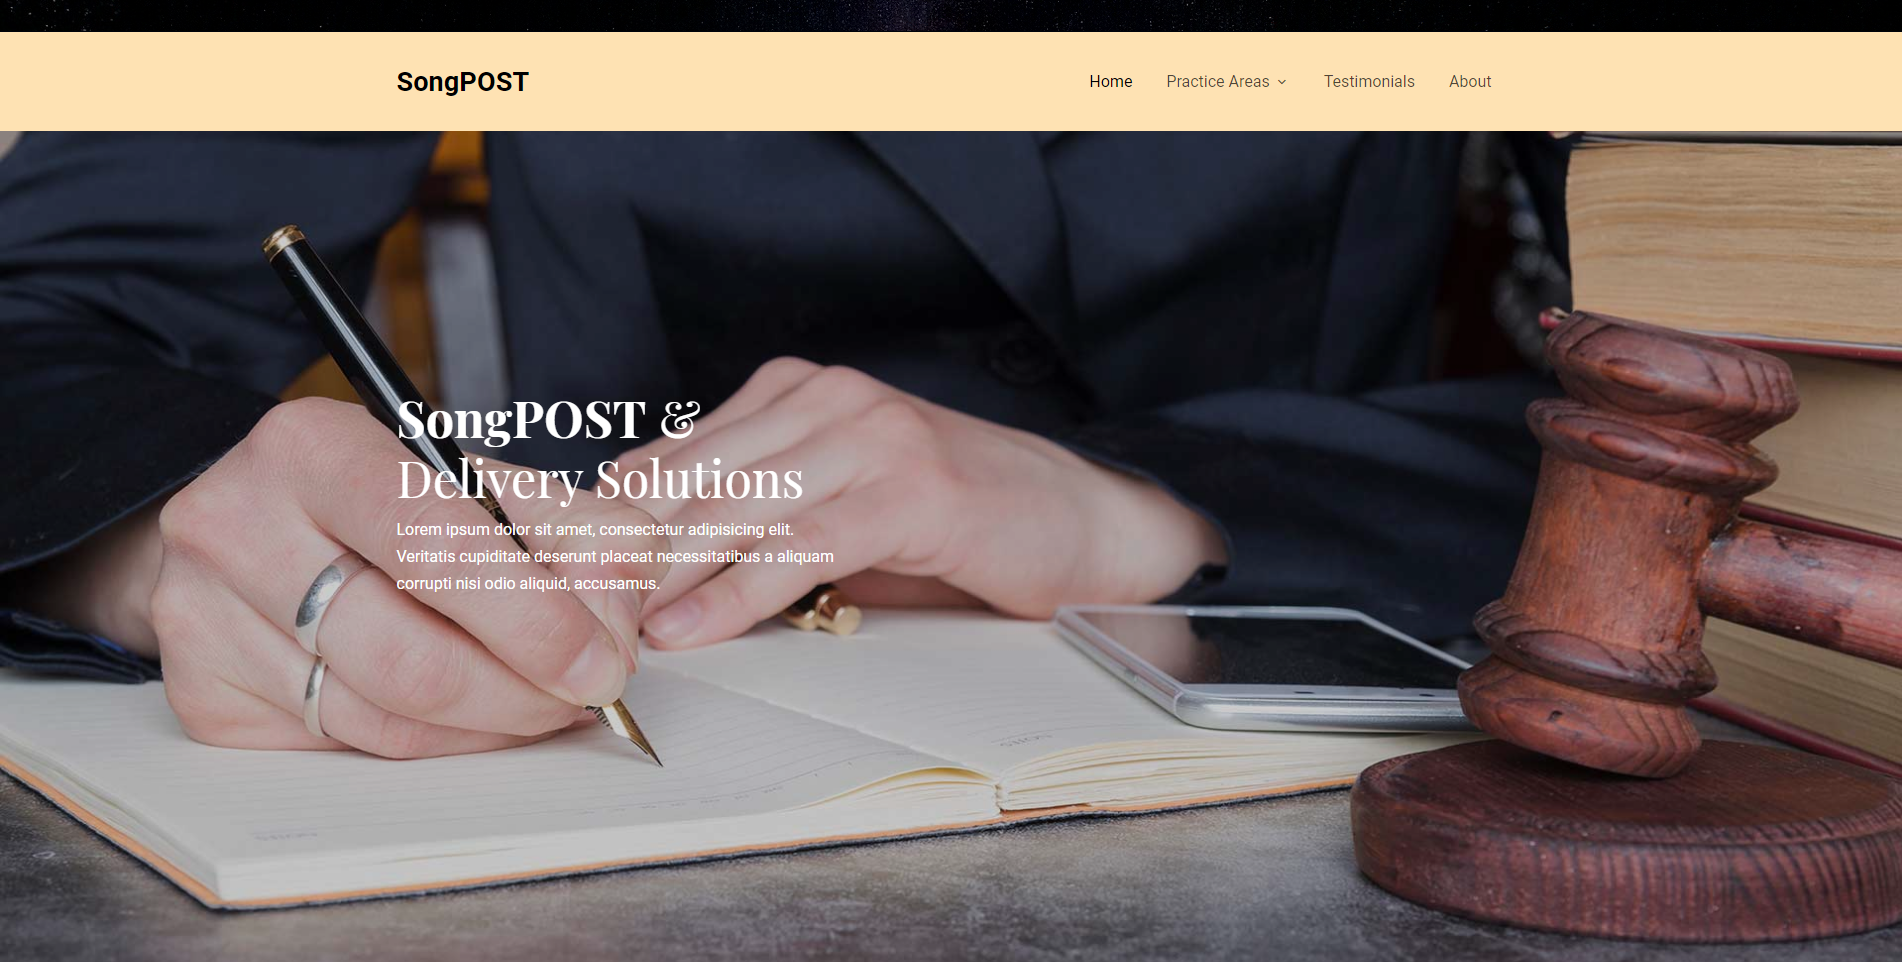 SongPOST
Home Practice Areas Testimonials About
SongPOST &
Delivery Solutions
Lorem ipsum dolor sit amet, consectetur adipisicing elit.
Veritatis cupiditate deserunt placeat necessitatibus a aliquam
corrupti nisi odio aliquid, accusamus.